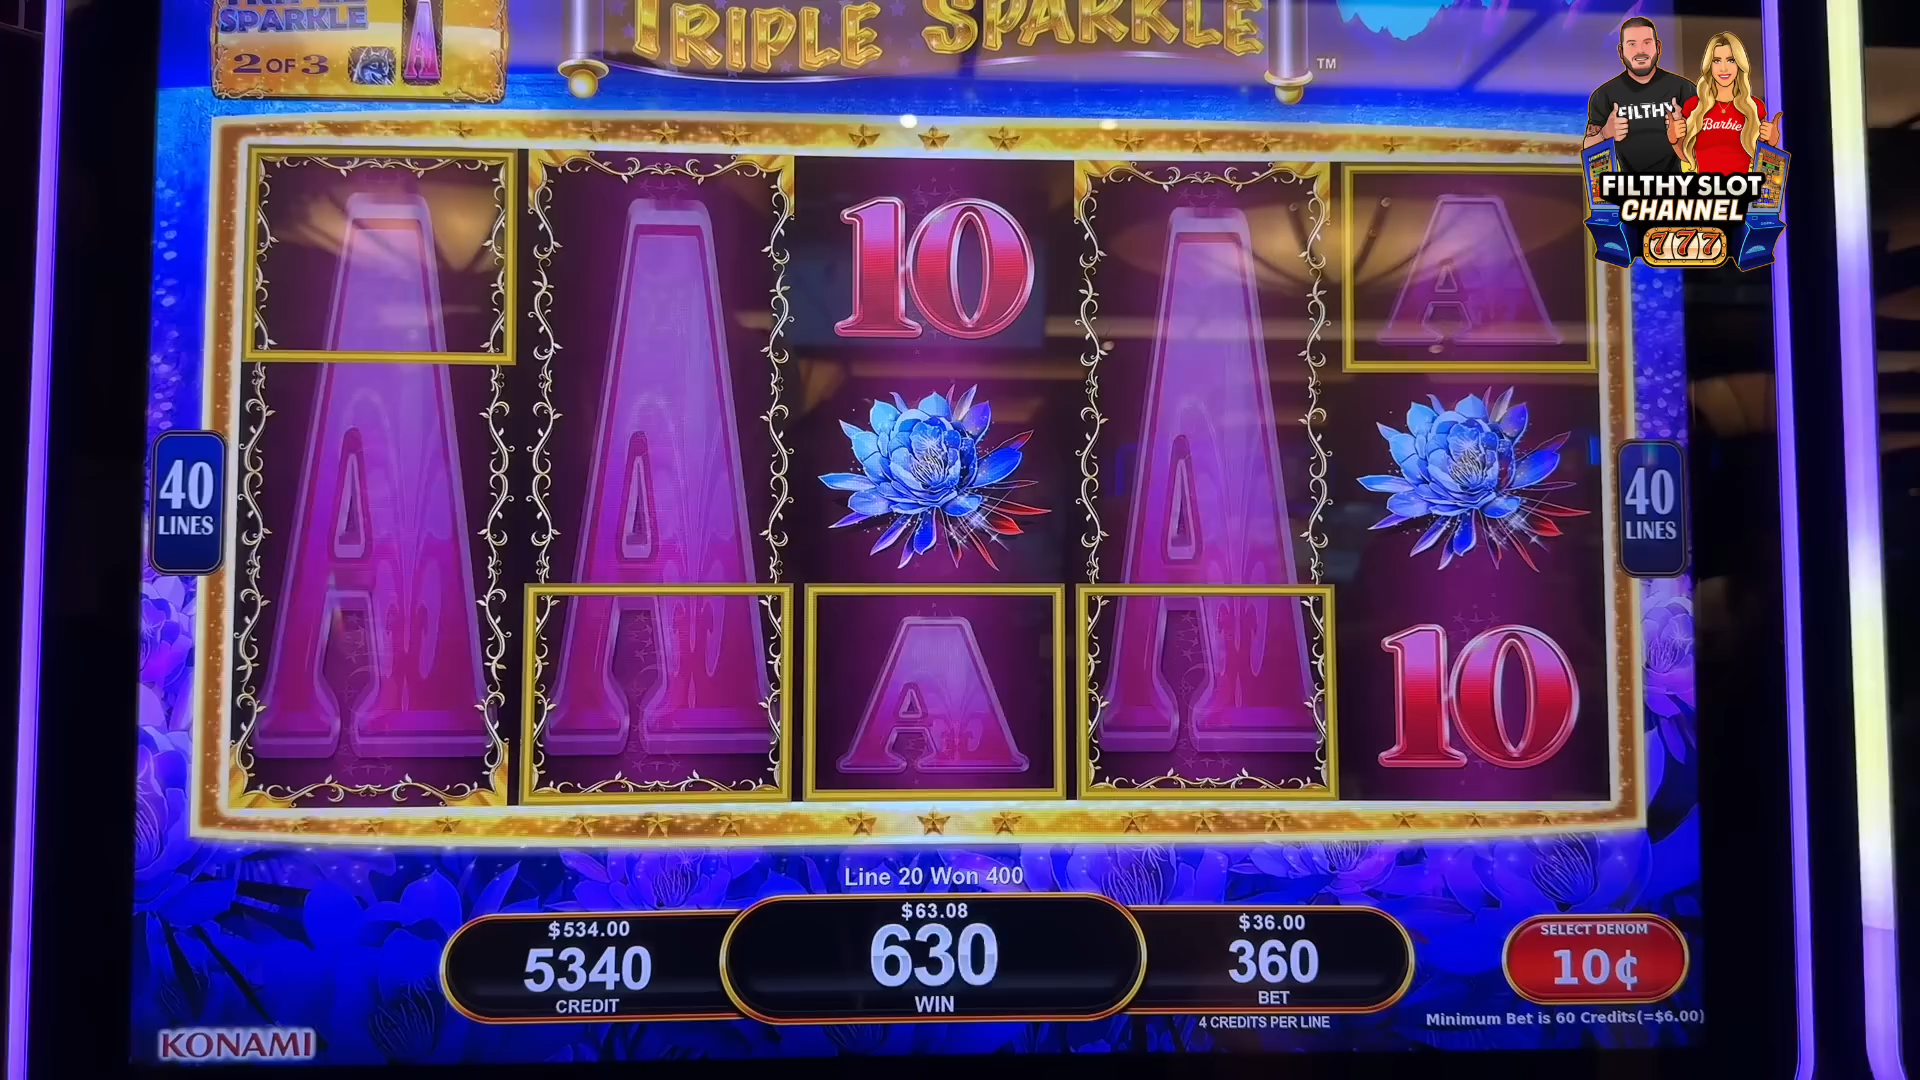 SPARKLE
2 OF 3
TRIPLE SPARKLE
TM
FILTHY
Barbie
FILTHY SLOT
CHANNEL
777
A
A
10
A
A
40
LINES
40
LINES
A
10
Line 20 Won 400
$534.00
5340
CREDIT
$63.08
630
WIN
$36.00
360
BET
4 CREDITS PER LINE
SELECT DENOM
10¢
Minimum Bet is 60 Credits(=$6.00)
KONAMI